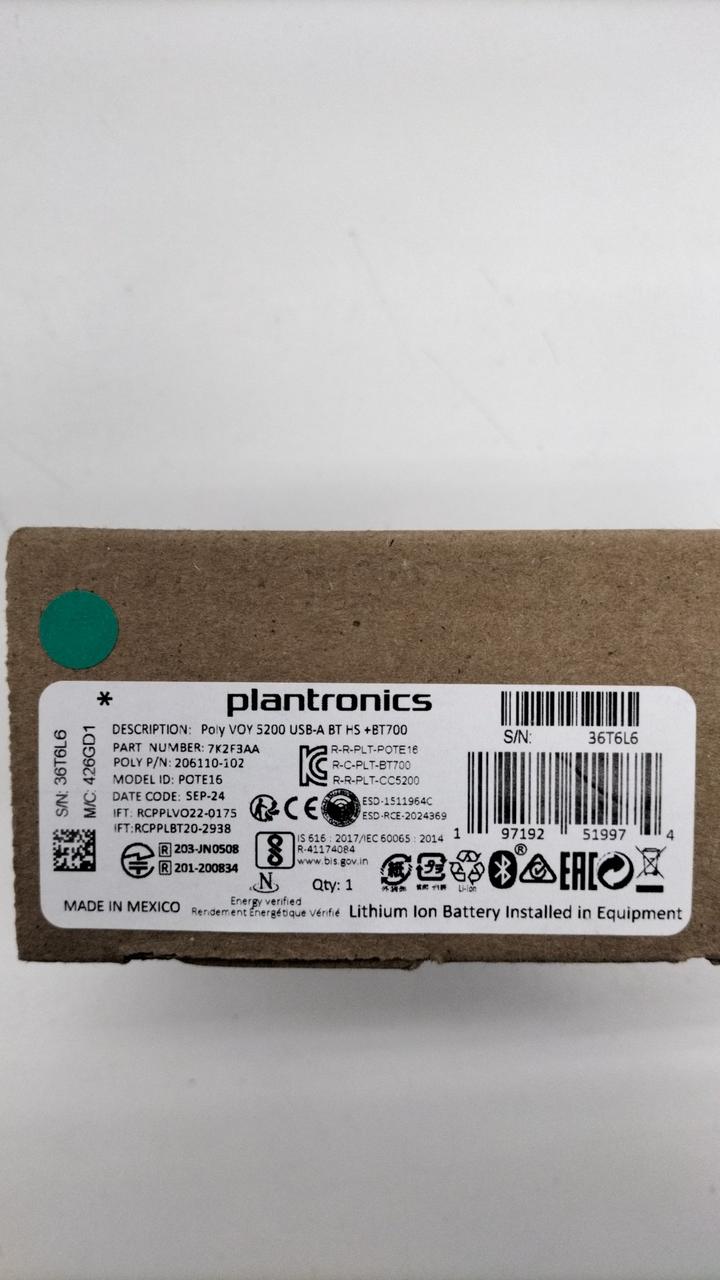 *
plantronics
DESCRIPTION: Poly VOY 5200 USB-A BT HS +BT700
PART NUMBER: 7K2F3AA
POLY P/N: 206110-102
MODEL ID: POTE16
DATE CODE: SEP-24
IFT: RCPPLVO22-0175
IFT:RCPPLBT20-2938
S/N: 36T6L6
M/C: 426GD1
R-R-PLT-POTE16
R-C-PLT-BT700
R-R-PLT-CC5200
CE
ESD-1511964C
ESD-RCE-2024369
R 203-JN0508
R 201-200834
IS 616 : 2017/IEC 60065 : 2014
R-41174084
www.bis.gov.in
N
Energy verified
Rendement Énergétique Vérifié
Qty: 1
S/N: 36T6L6
1 97192 51997 4
紙
Li-Ion
®
EAC
MADE IN MEXICO
Lithium Ion Battery Installed in Equipment